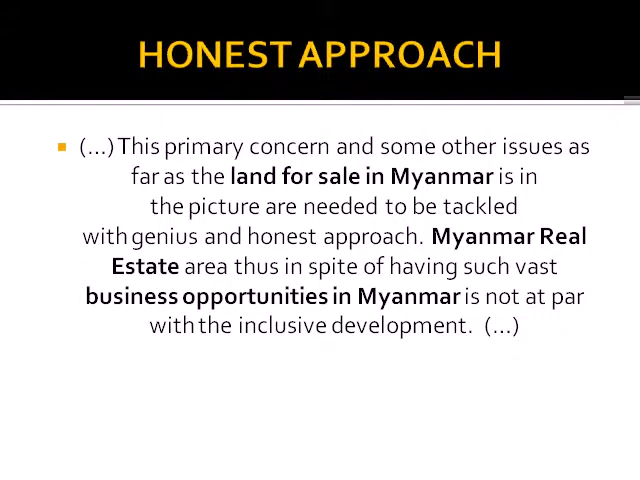 HONEST APPROACH
(...) This primary concern and some other issues as
far as the land for sale in Myanmar is in
the picture are needed to be tackled
with genius and honest approach. Myanmar Real
Estate area thus in spite of having such vast
business opportunities in Myanmar is not at par
with the inclusive development. (...)